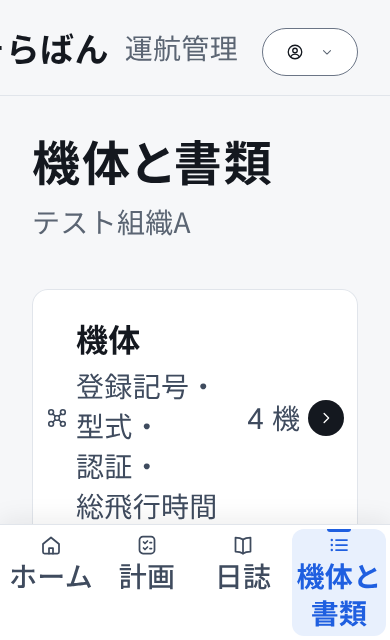 らばん 運航管理
機体と書類
テスト組織A
機体
登録記号・
型式・
認証・
総飛行時間
4 機
ホーム
計画
日誌
機体と
書類